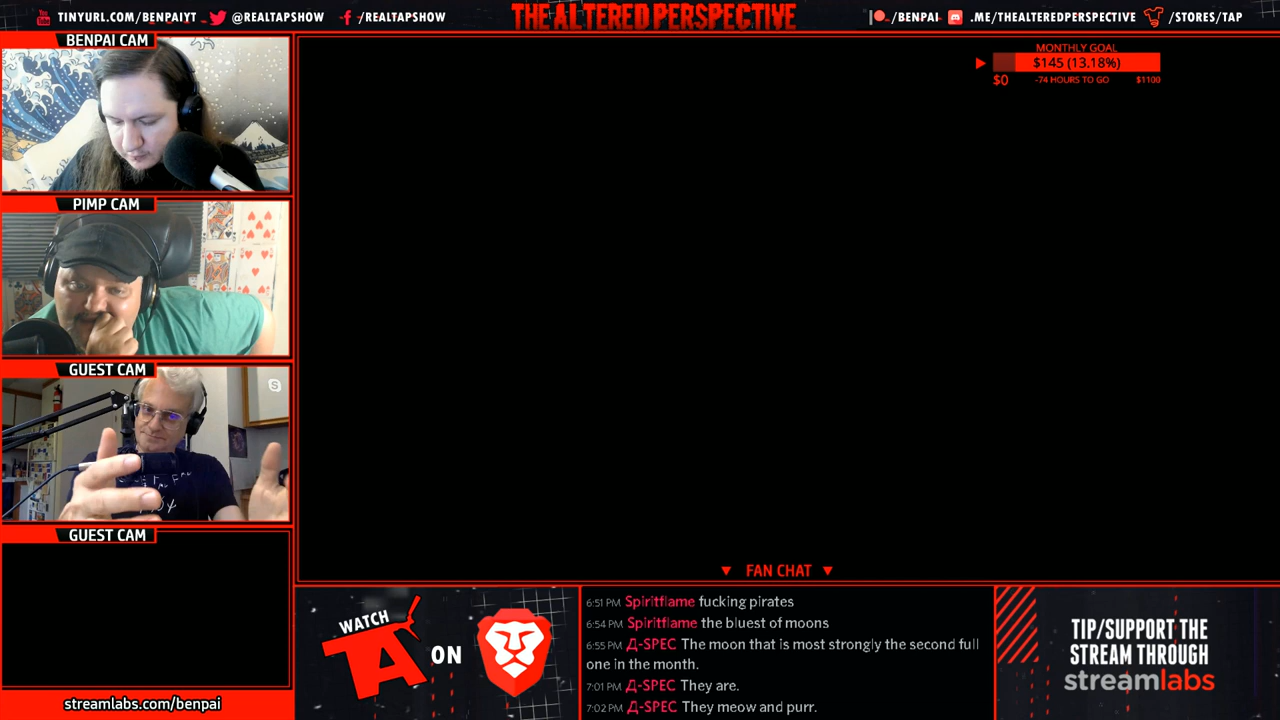 TINYURL.COM/BENPAIYT
@REALTAPSHOW
/REALTAPSHOW
THE ALTERED PERSPECTIVE
/BENPAI
.ME/THEALTEREDPERSPECTIVE
/STORES/TAP
BENPAI CAM
MONTHLY GOAL
$145 (13.18%)
$0
-74 HOURS TO GO
$1100
PIMP CAM
GUEST CAM
GUEST CAM
streamlabs.com/benpai
FAN CHAT
WATCH
TA
ON
6:51 PM Spiritflame fucking pirates
6:54 PM Spiritflame the bluest of moons
6:55 PM Д-SPEC The moon that is most strongly the second full
one in the month.
7:01 PM Д-SPEC They are.
7:02 PM Д-SPEC They meow and purr.
TIP/SUPPORT THE
STREAM THROUGH
streamlabs